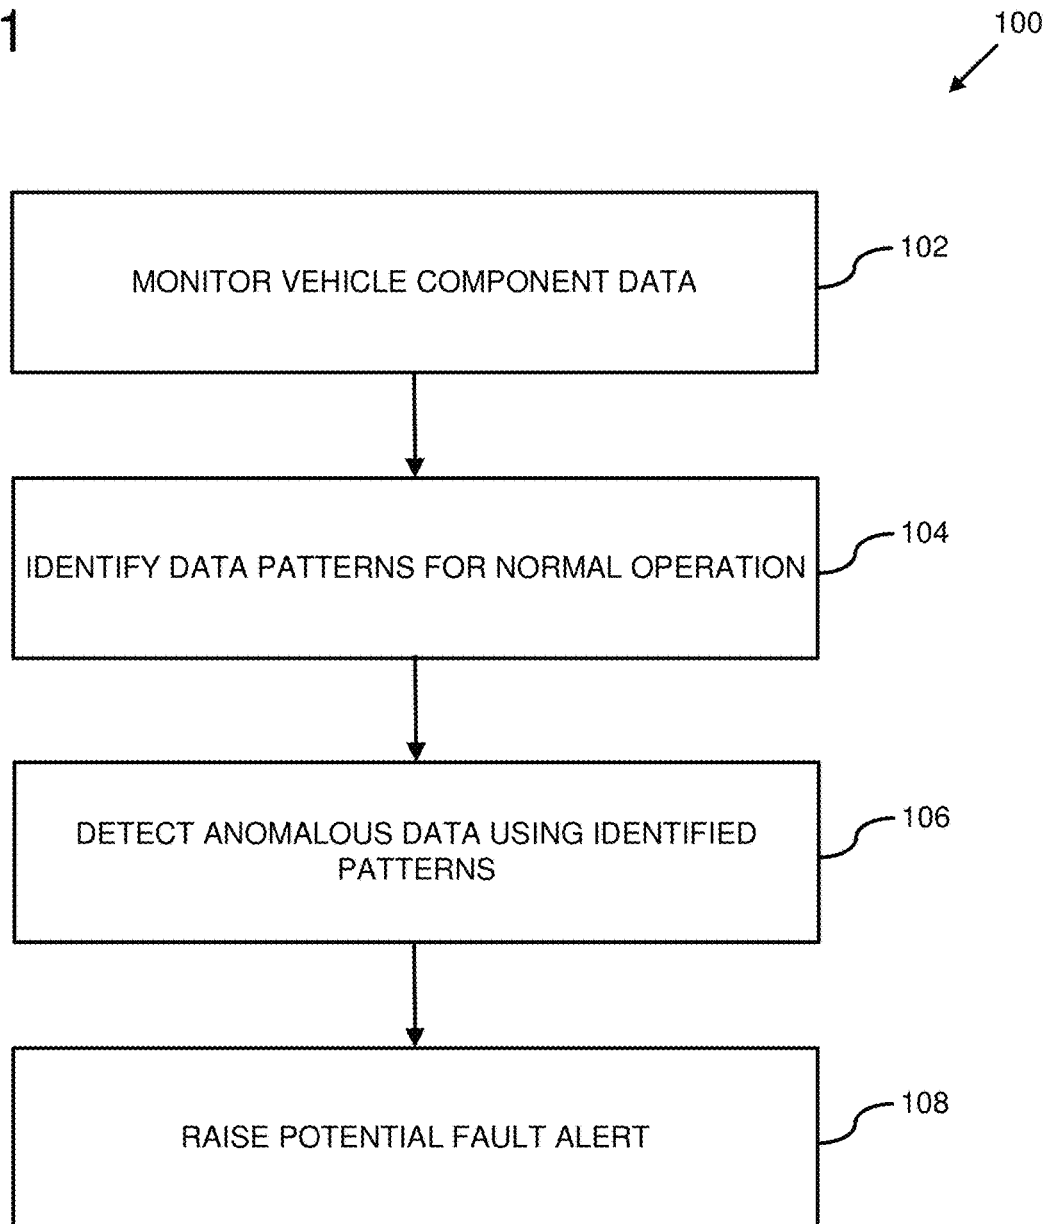 1
100
MONITOR VEHICLE COMPONENT DATA
102
IDENTIFY DATA PATTERNS FOR NORMAL OPERATION
104
DETECT ANOMALOUS DATA USING IDENTIFIED
PATTERNS
106
RAISE POTENTIAL FAULT ALERT
108